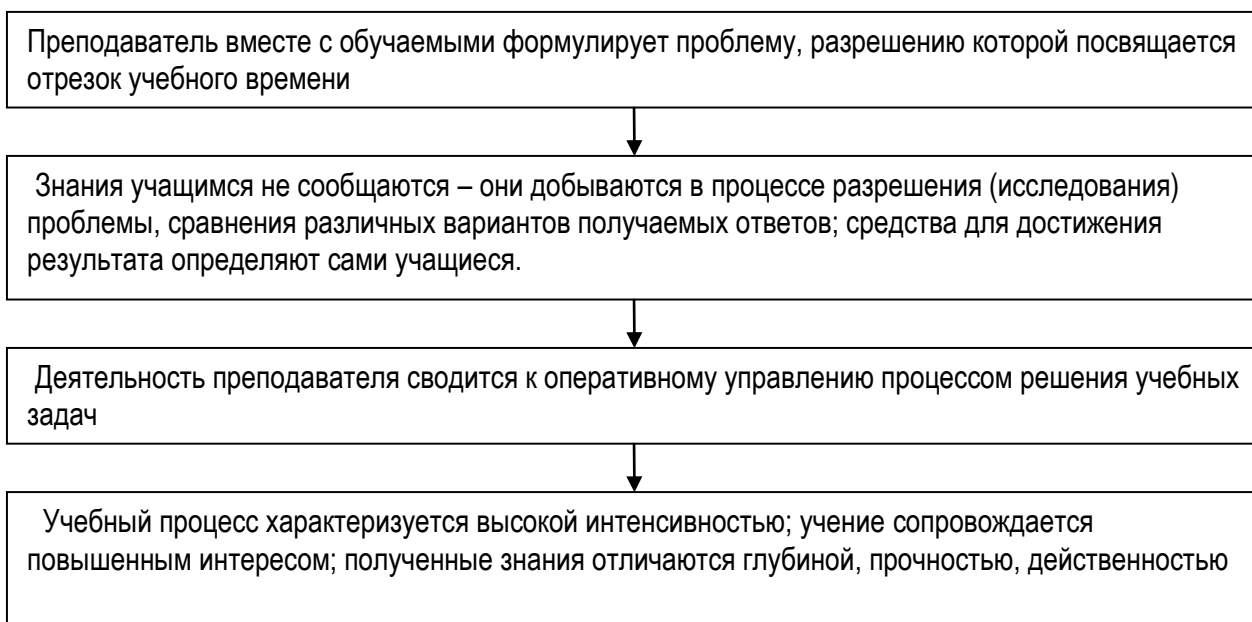 Преподаватель вместе с обучаемыми формулирует проблему, разрешению которой посвящается
отрезок учебного времени
Знания учащимся не сообщаются – они добываются в процессе разрешения (исследования)
проблемы, сравнения различных вариантов получаемых ответов; средства для достижения
результата определяют сами учащиеся.
Деятельность преподавателя сводится к оперативному управлению процессом решения учебных
задач
Учебный процесс характеризуется высокой интенсивностью; учение сопровождается
повышенным интересом; полученные знания отличаются глубиной, прочностью, действенностью